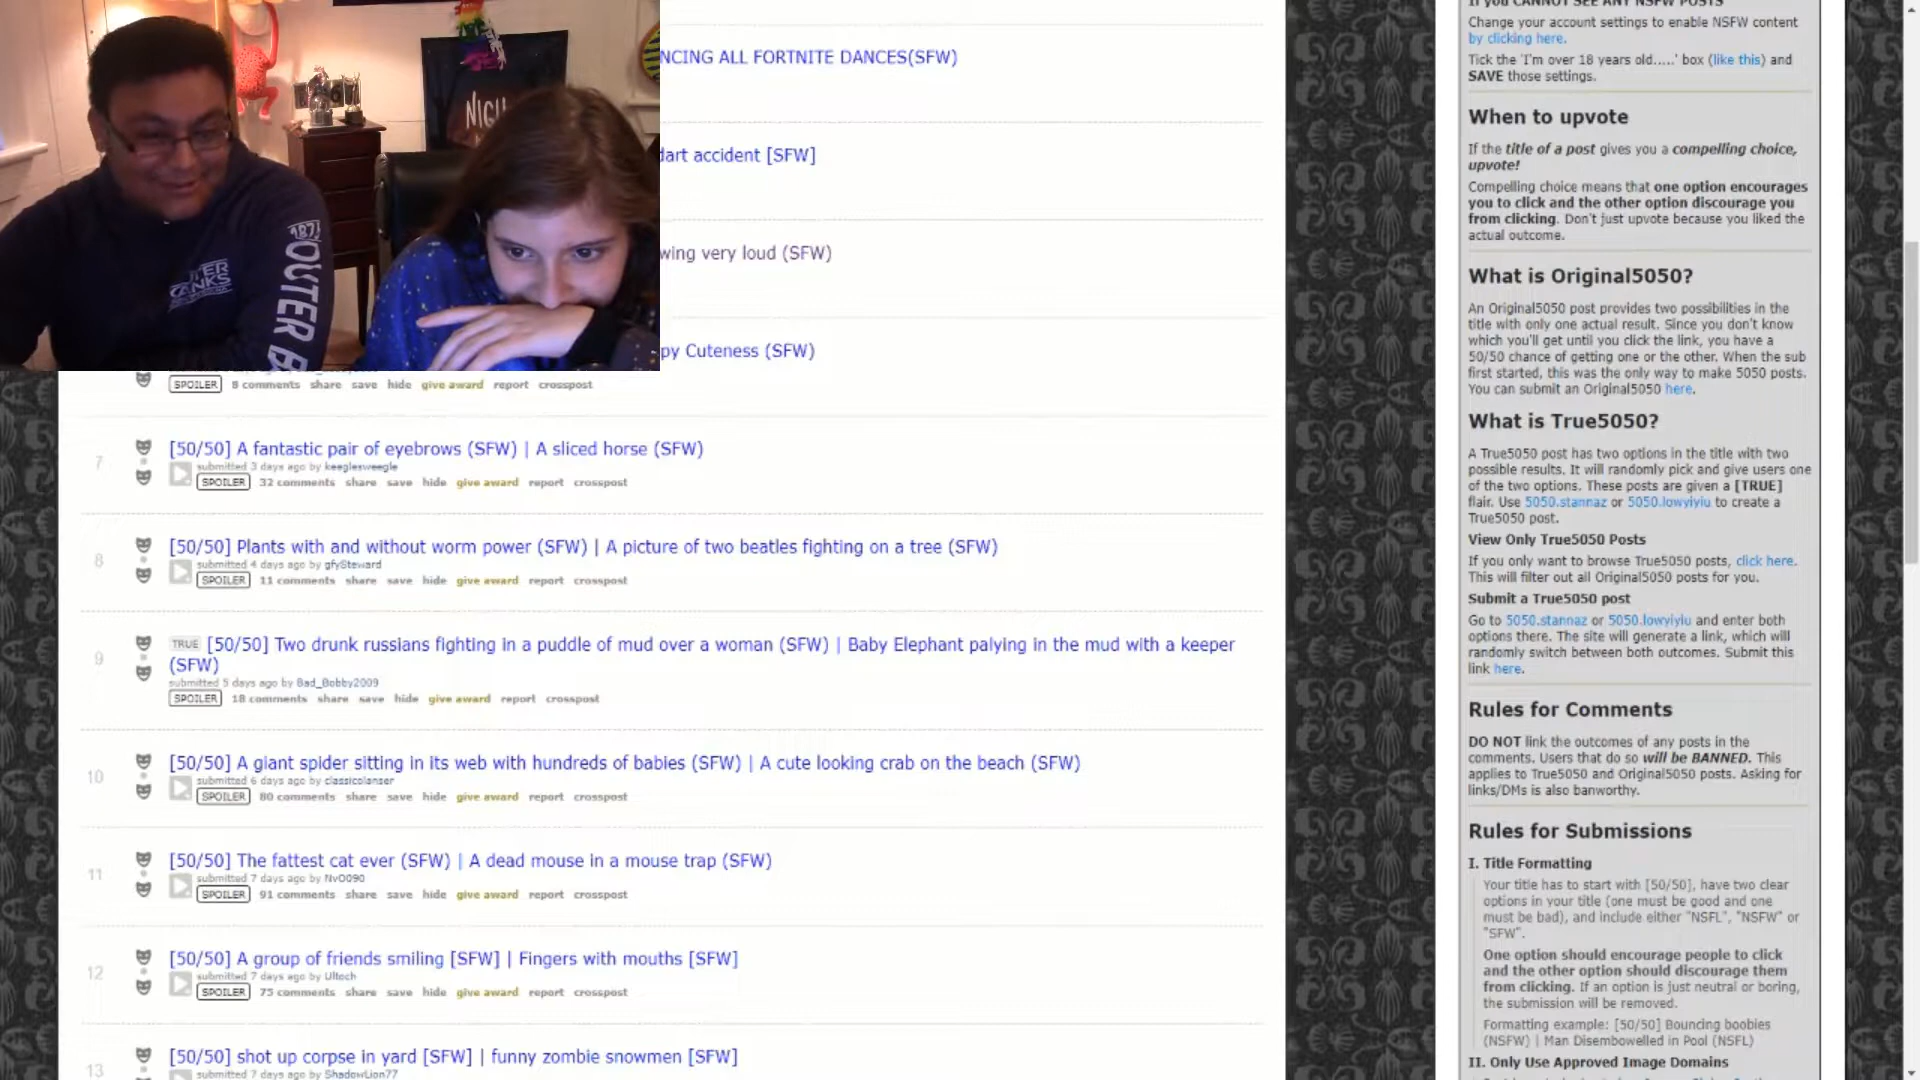 NCING ALL FORTNITE DANCES(SFW)
dart accident [SFW]
wing very loud (SFW)
py Cuteness (SFW)
187
OUTER BA
SPOILER 8 comments share save hide give award report crosspost
7
[50/50] A fantastic pair of eyebrows (SFW) | A sliced horse (SFW)
submitted 3 days ago by keeglesweegle
SPOILER 32 comments share save hide give award report crosspost
8
[50/50] Plants with and without worm power (SFW) | A picture of two beatles fighting on a tree (SFW)
submitted 4 days ago by gfySteward
SPOILER 11 comments share save hide give award report crosspost
9
TRUE [50/50] Two drunk russians fighting in a puddle of mud over a woman (SFW) | Baby Elephant palying in the mud with a keeper
(SFW)
submitted 5 days ago by Bad_Bobby2009
SPOILER 18 comments share save hide give award report crosspost
10
[50/50] A giant spider sitting in its web with hundreds of babies (SFW) | A cute looking crab on the beach (SFW)
submitted 6 days ago by classicolanser
SPOILER 80 comments share save hide give award report crosspost
11
[50/50] The fattest cat ever (SFW) | A dead mouse in a mouse trap (SFW)
submitted 7 days ago by NvO090
SPOILER 91 comments share save hide give award report crosspost
12
[50/50] A group of friends smiling [SFW] | Fingers with mouths [SFW]
submitted 7 days ago by Ultoch
SPOILER 75 comments share save hide give award report crosspost
13
[50/50] shot up corpse in yard [SFW] | funny zombie snowmen [SFW]
submitted 7 days ago by ShadowLion77
If you CANNOT SEE ANY NSFW POSTS
Change your account settings to enable NSFW content
by clicking here.
Tick the 'I'm over 18 years old.....' box (like this) and
SAVE those settings.
When to upvote
If the title of a post gives you a compelling choice,
upvote!
Compelling choice means that one option encourages
you to click and the other option discourage you
from clicking. Don't just upvote because you liked the
actual outcome.
What is Original5050?
An Original5050 post provides two possibilities in the
title with only one actual result. Since you don't know
which you'll get until you click the link, you have a
50/50 chance of getting one or the other. When the sub
first started, this was the only way to make 5050 posts.
You can submit an Original5050 here.
What is True5050?
A True5050 post has two options in the title with two
possible results. It will randomly pick and give users one
of the two options. These posts are given a [TRUE]
flair. Use 5050.stannaz or 5050.lowyiyiu to create a
True5050 post.
View Only True5050 Posts
If you only want to browse True5050 posts, click here.
This will filter out all Original5050 posts for you.
Submit a True5050 post
Go to 5050.stannaz or 5050.lowyiyiu and enter both
options there. The site will generate a link, which will
randomly switch between both outcomes. Submit this
link here.
Rules for Comments
DO NOT link the outcomes of any posts in the
comments. Users that do so will be BANNED. This
applies to True5050 and Original5050 posts. Asking for
links/DMs is also banworthy.
Rules for Submissions
I. Title Formatting
Your title has to start with [50/50], have two clear
options in your title (one must be good and one
must be bad), and include either "NSFL", "NSFW" or
"SFW".
One option should encourage people to click
and the other option should discourage them
from clicking. If an option is just neutral or boring,
the submission will be removed.
Formatting example: [50/50] Bouncing boobies
(NSFW) | Man Disembowelled in Pool (NSFL)
II. Only Use Approved Image Domains